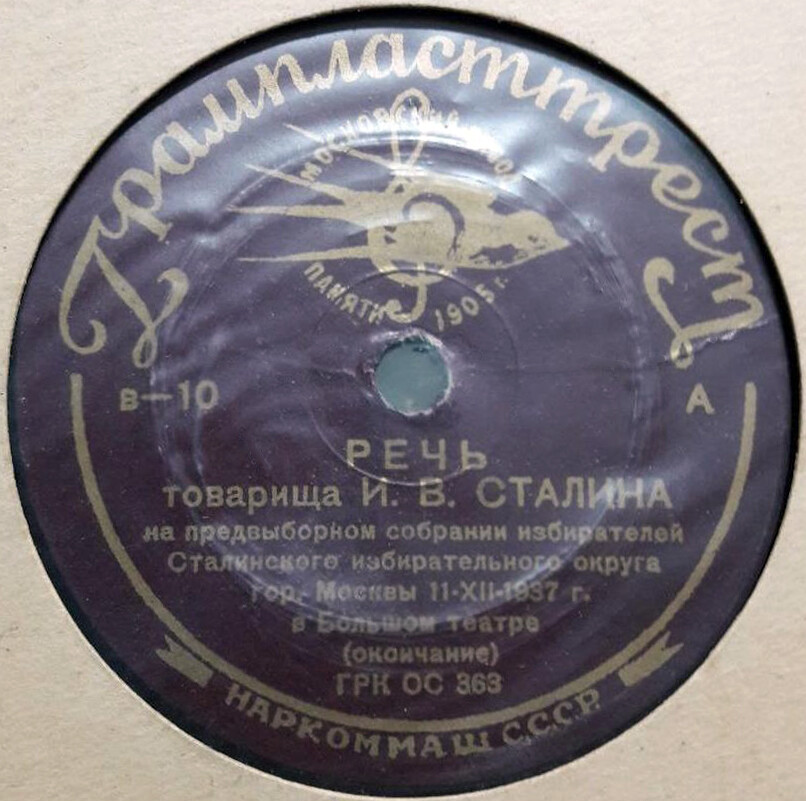 Грампласттрест
МОСКОВСКИЙ ЗАВОД
ПАМЯТИ 1905 г.
в—10
А
РЕЧЬ
товарища И. В. СТАЛИНА
на предвыборном собрании избирателей
Сталинского избирательного округа
гор. Москвы 11-XII-1937 г.
в Большом театре
(окончание)
ГРК ОС 363
НАРКОММАШ СССР